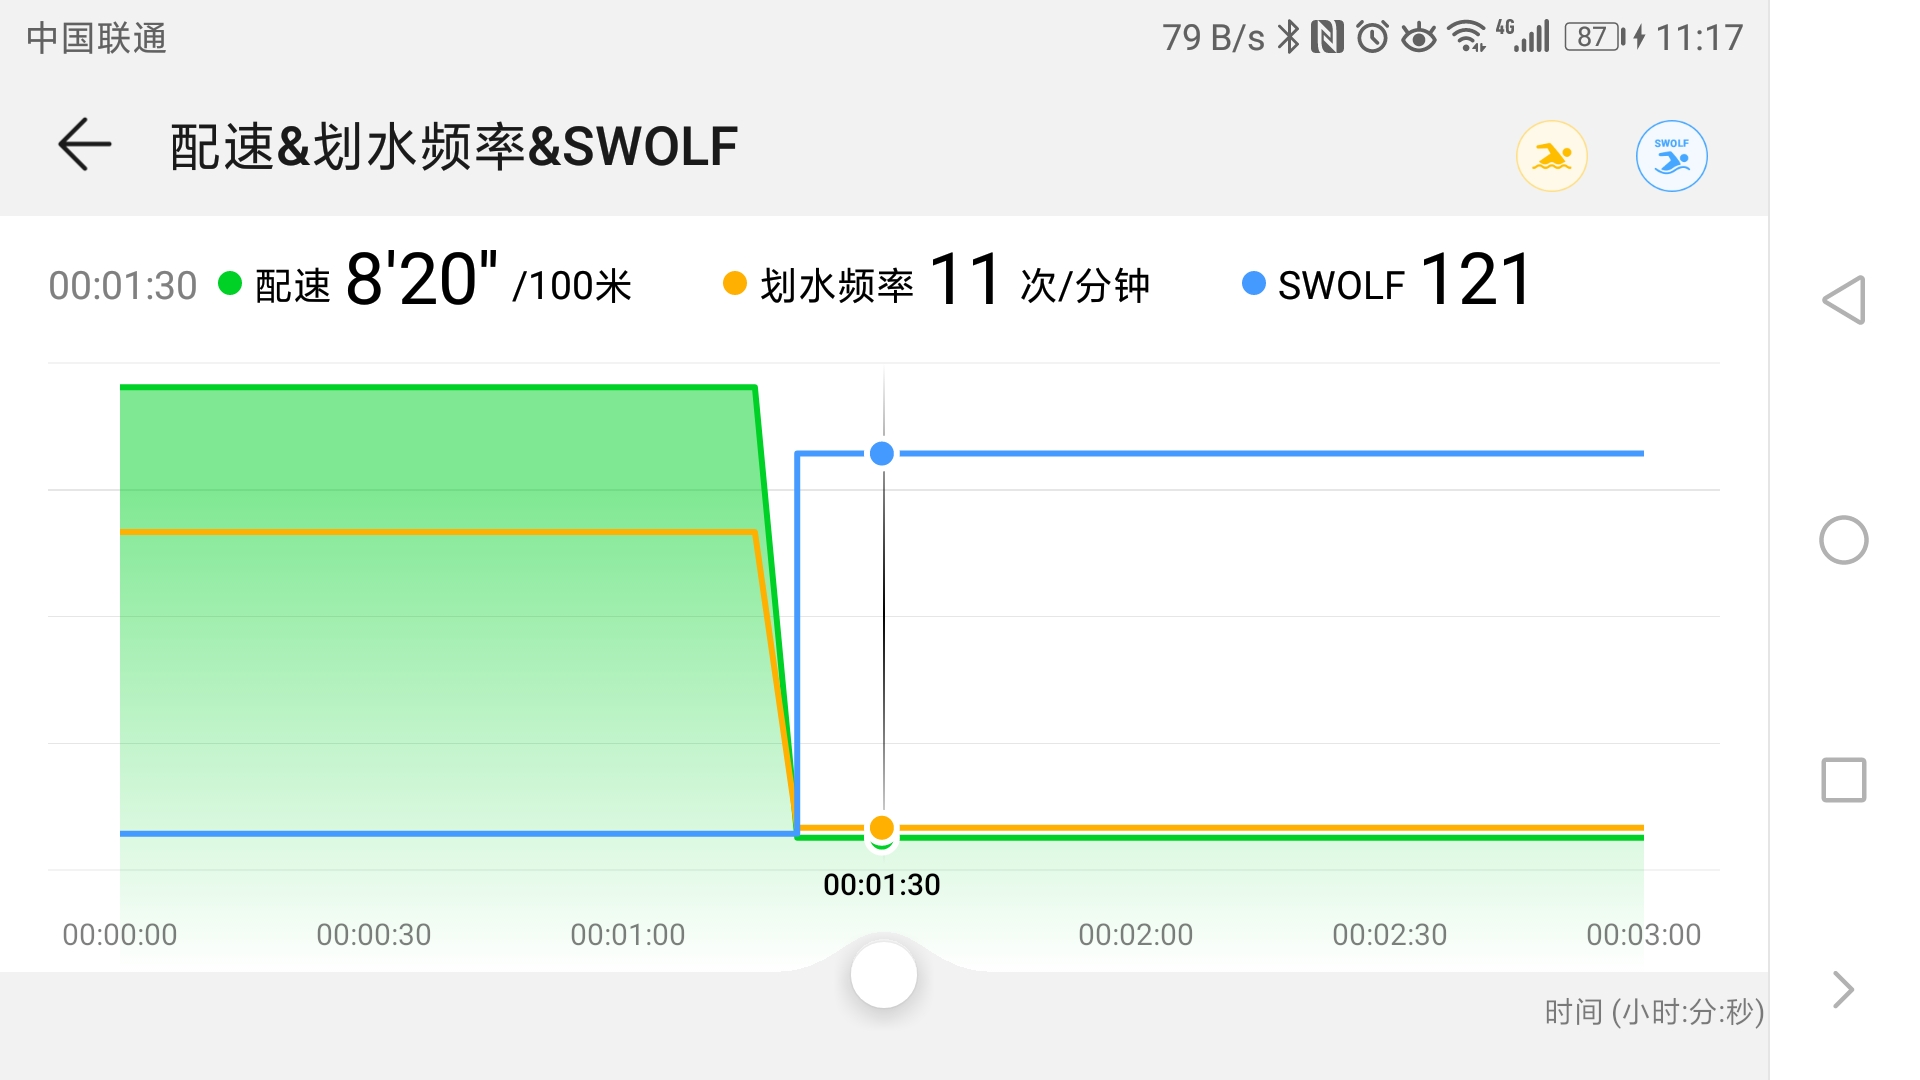 中国联通 79 B/s 4G 87 11:17
配速&划水频率&SWOLF SWOLF
00:01:30 配速 8'20" /100米 划水频率 11 次/分钟 SWOLF 121
00:01:30
00:00:00 00:00:30 00:01:00 00:02:00 00:02:30 00:03:00
时间 (小时:分:秒)